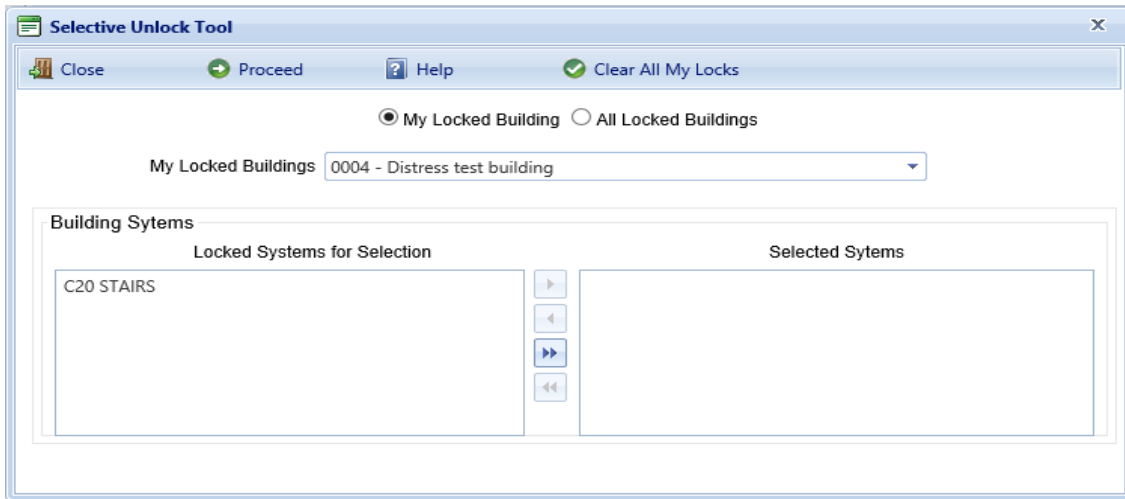 Selective Unlock Tool
Close Proceed Help Clear All My Locks
My Locked Building All Locked Buildings
My Locked Buildings 0004 - Distress test building
Building Sytems
Locked Systems for Selection Selected Sytems
C20 STAIRS